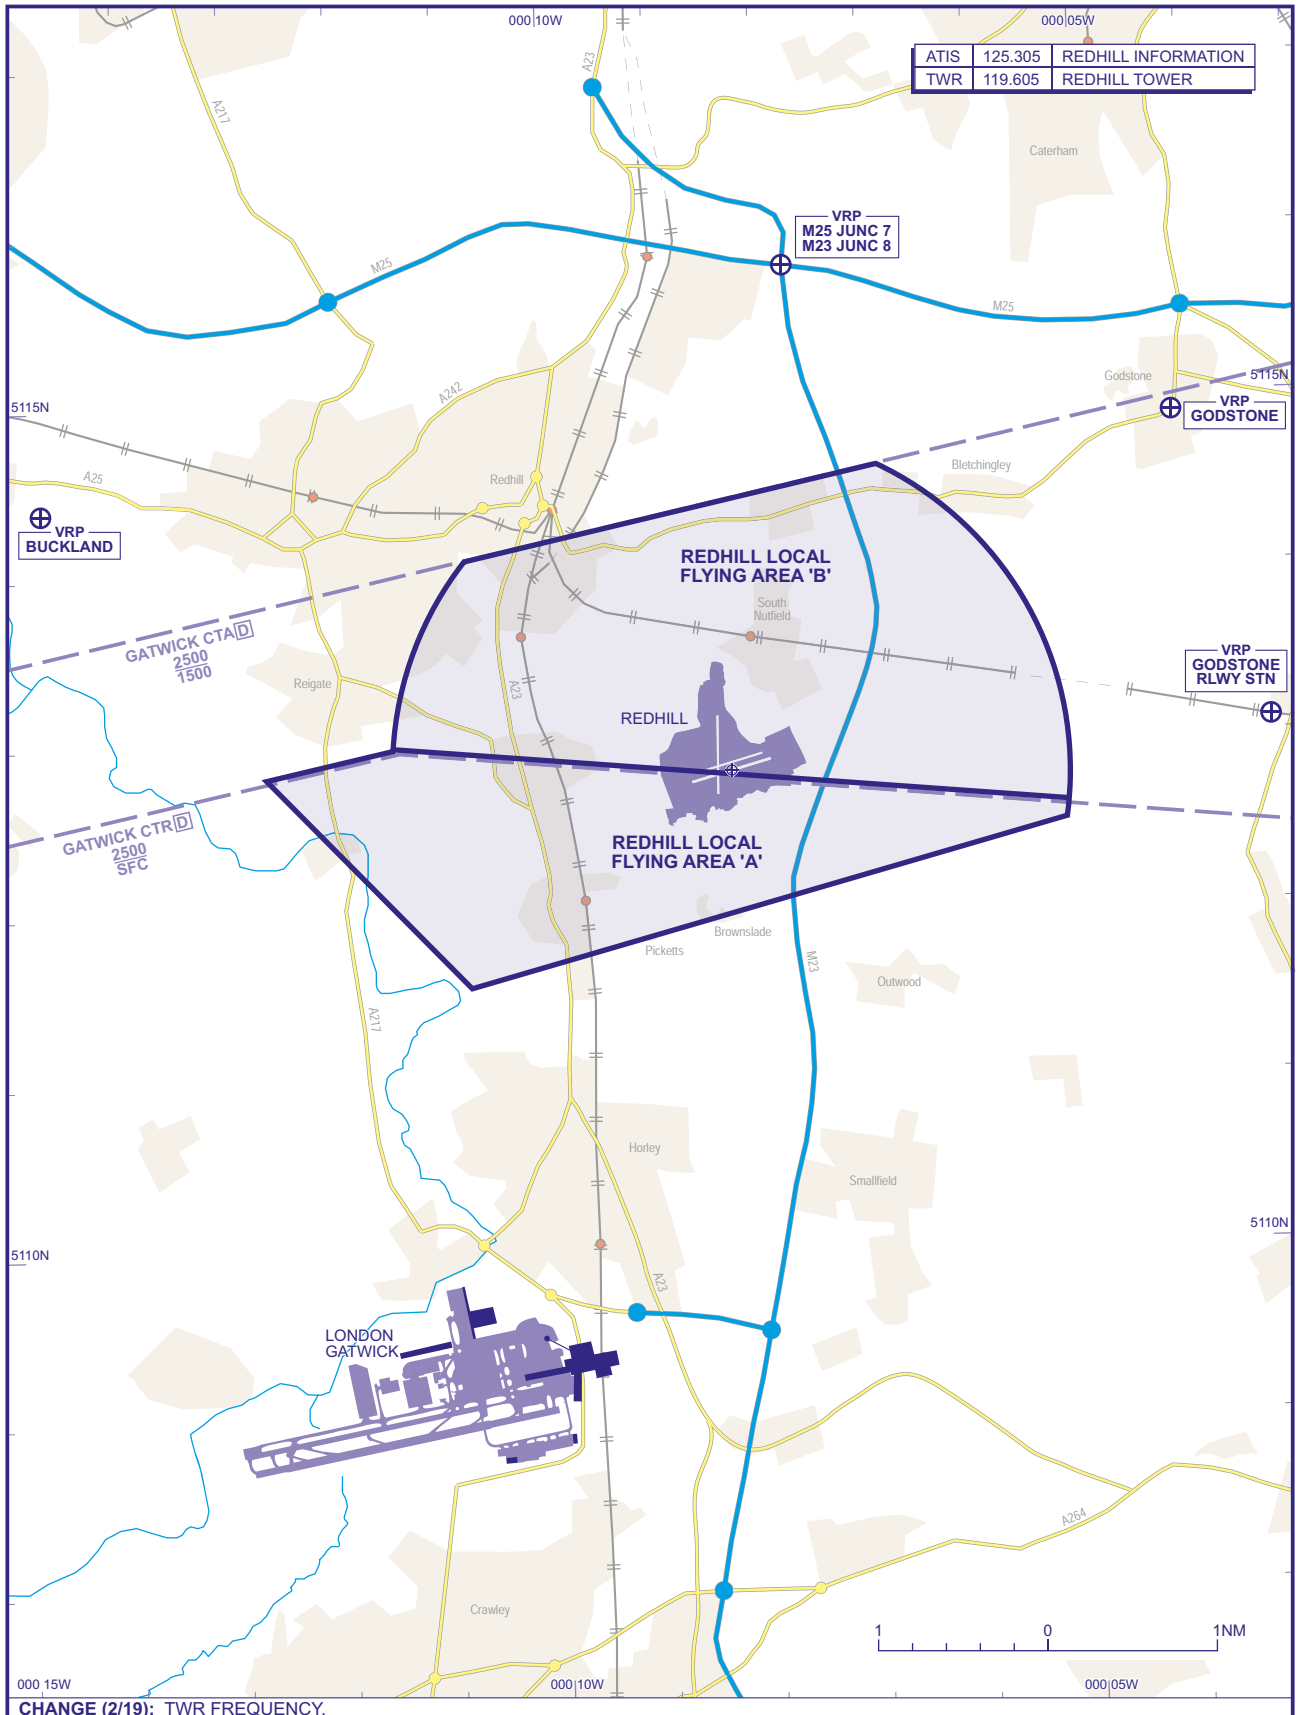 000 10W
000 05W
ATIS 125.305 REDHILL INFORMATION
TWR 119.605 REDHILL TOWER
A23
A217
Caterham
VRP
M25 JUNC 7
M23 JUNC 8
M25
M25
A242
Godstone
5115N
5115N
VRP
GODSTONE
Redhill
Bletchingley
A25
VRP
BUCKLAND
REDHILL LOCAL
FLYING AREA 'B'
South
Nutfield
GATWICK CTA D
2500
1500
Reigate
A23
VRP
GODSTONE
RLWY STN
REDHILL
GATWICK CTR D
2500
SFC
REDHILL LOCAL
FLYING AREA 'A'
Brownslade
Picketts
M23
Outwood
A217
Horley
Smallfield
5110N
5110N
A23
LONDON
GATWICK
A264
Crawley
1 0 1NM
000 15W
000 10W
000 05W
CHANGE (2/19): TWR FREQUENCY.